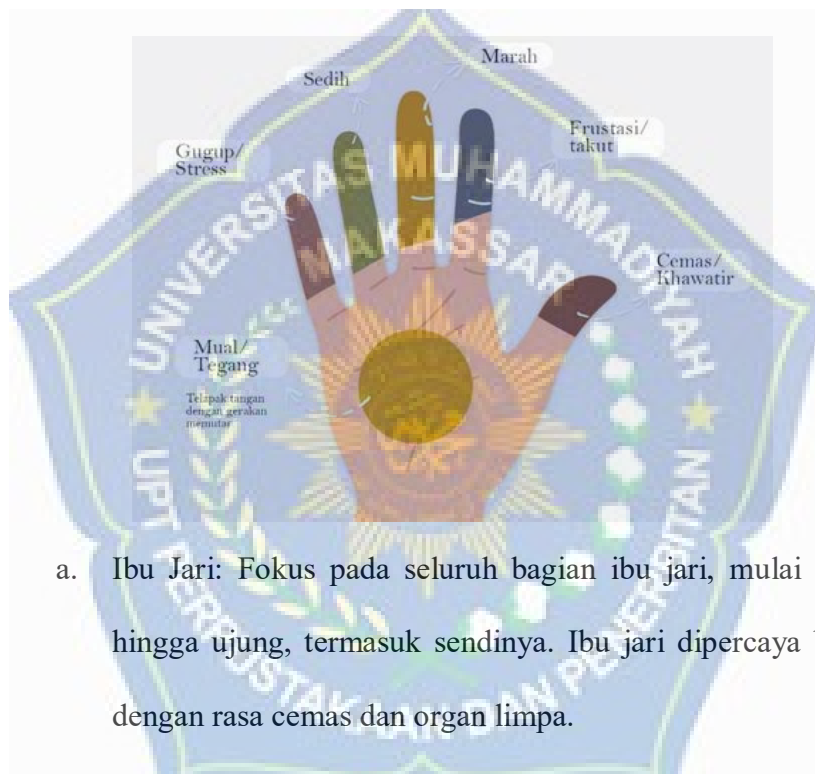 Marah
Sedih
Frustasi/
takut
Gugup/
Stress
Cemas/
Khawatir
Mual/
Tegang
Telapak tangan
dengan gerakan
memutar
UNIVERSITAS MUHAMMADIYAH
MAKASSAR
UPT PERPUSTAKAAN DAN PENERBITAN
a. Ibu Jari: Fokus pada seluruh bagian ibu jari, mulai
hingga ujung, termasuk sendinya. Ibu jari dipercaya
dengan rasa cemas dan organ limpa.